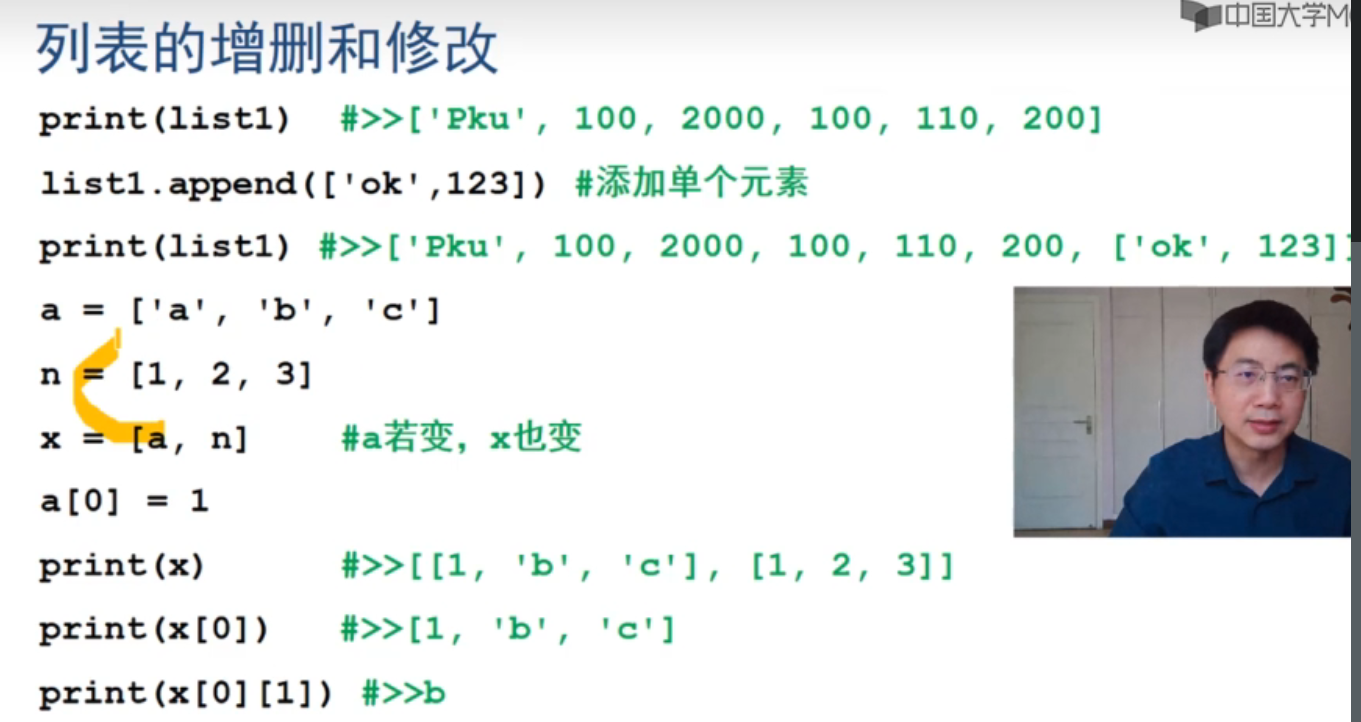 中国大学M
列表的增删和修改
print(list1) #>>['Pku', 100, 2000, 100, 110, 200]
list1.append(['ok',123]) #添加单个元素
print(list1) #>>['Pku', 100, 2000, 100, 110, 200, ['ok', 123]]
a = ['a', 'b', 'c']
n = [1, 2, 3]
x = [a, n] #a若变，x也变
a[0] = 1
print(x) #>>[[1, 'b', 'c'], [1, 2, 3]]
print(x[0]) #>>[1, 'b', 'c']
print(x[0][1]) #>>b